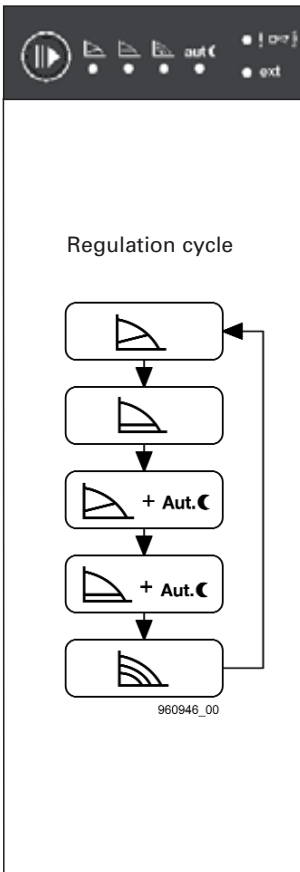 aut
!
ext
Regulation cycle
+ Aut.
+ Aut.
960946_00